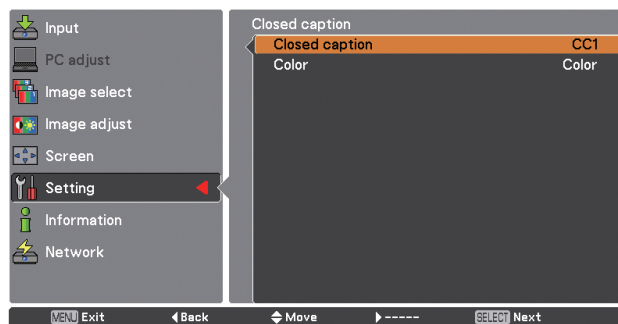 Input
PC adjust
Image select
Image adjust
Screen
Setting
Information
Network
Closed caption
Closed caption CC1
Color Color
MENU Exit Back Move ----- SELECT Next